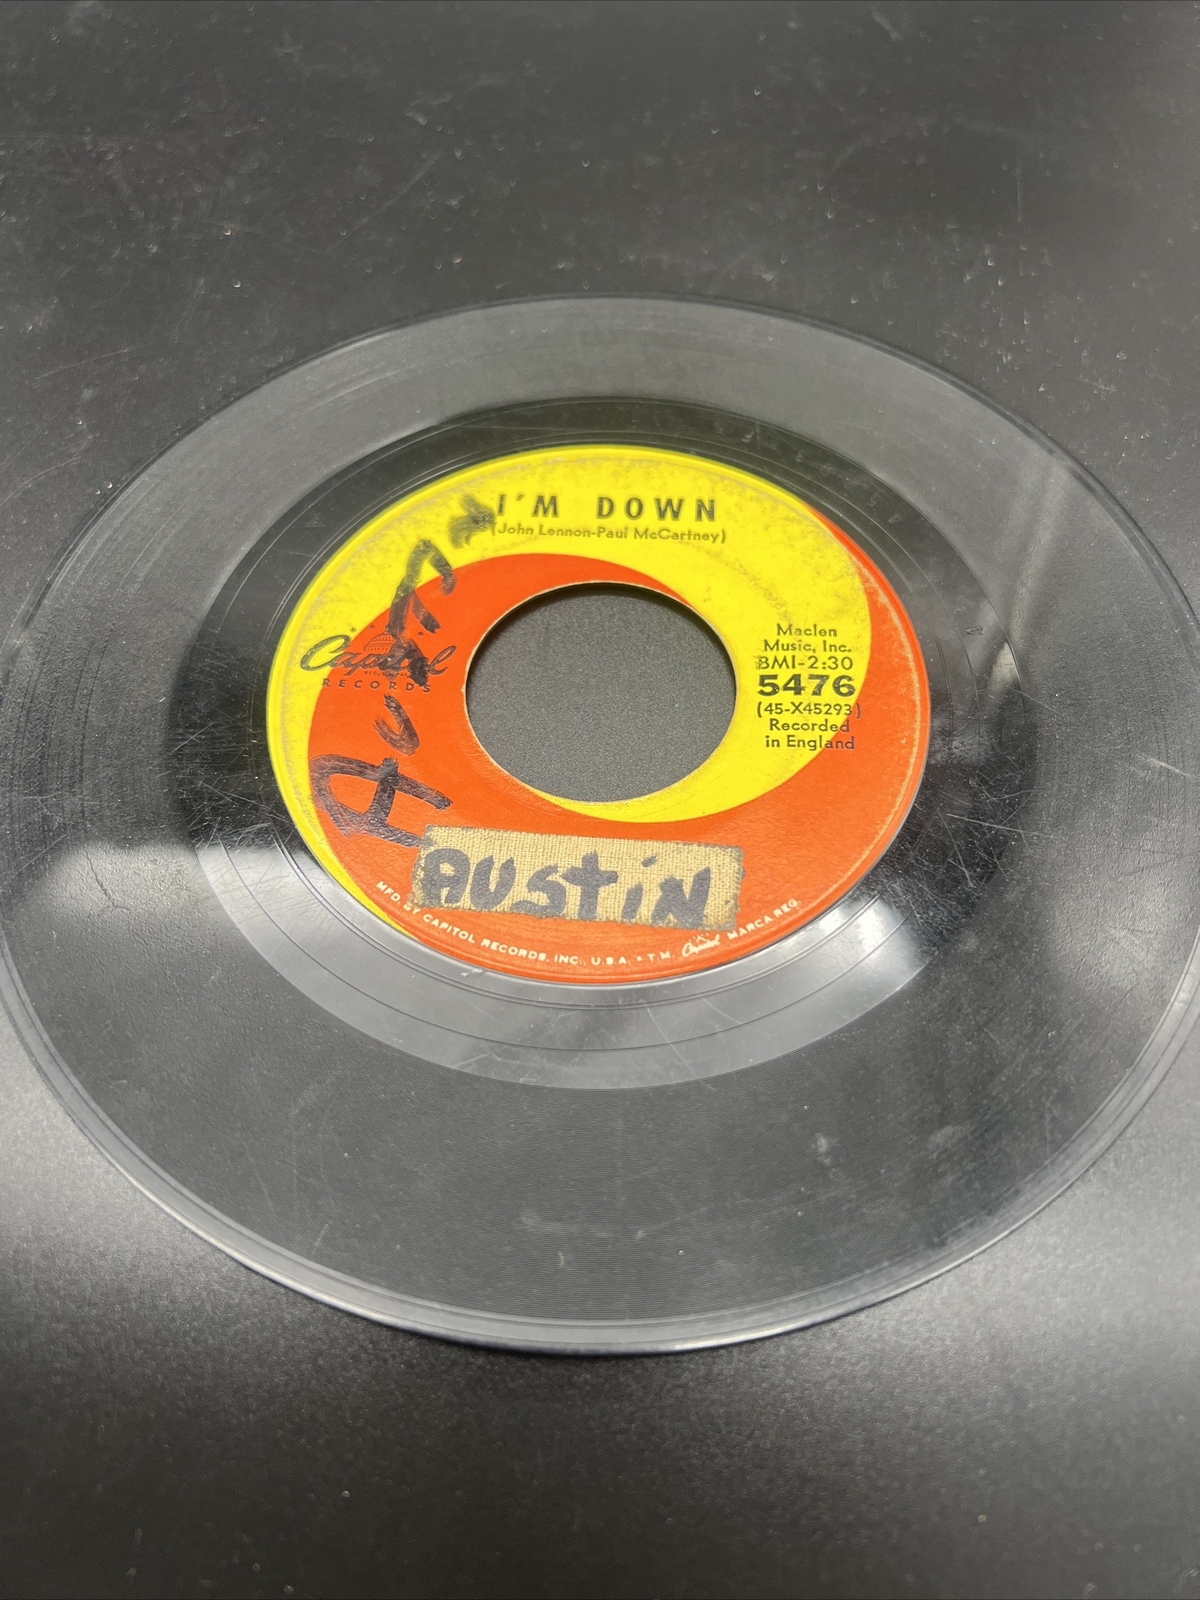 I'M DOWN
(John Lennon-Paul McCartney)
Capitol
RECORDS
Maclen
Music, Inc.
BMI-2:30
5476
(45-X45293)
Recorded
in England
AUSTIN
MFD. BY CAPITOL RECORDS, INC., U.S.A. • T.M. Capitol MARCA REG.